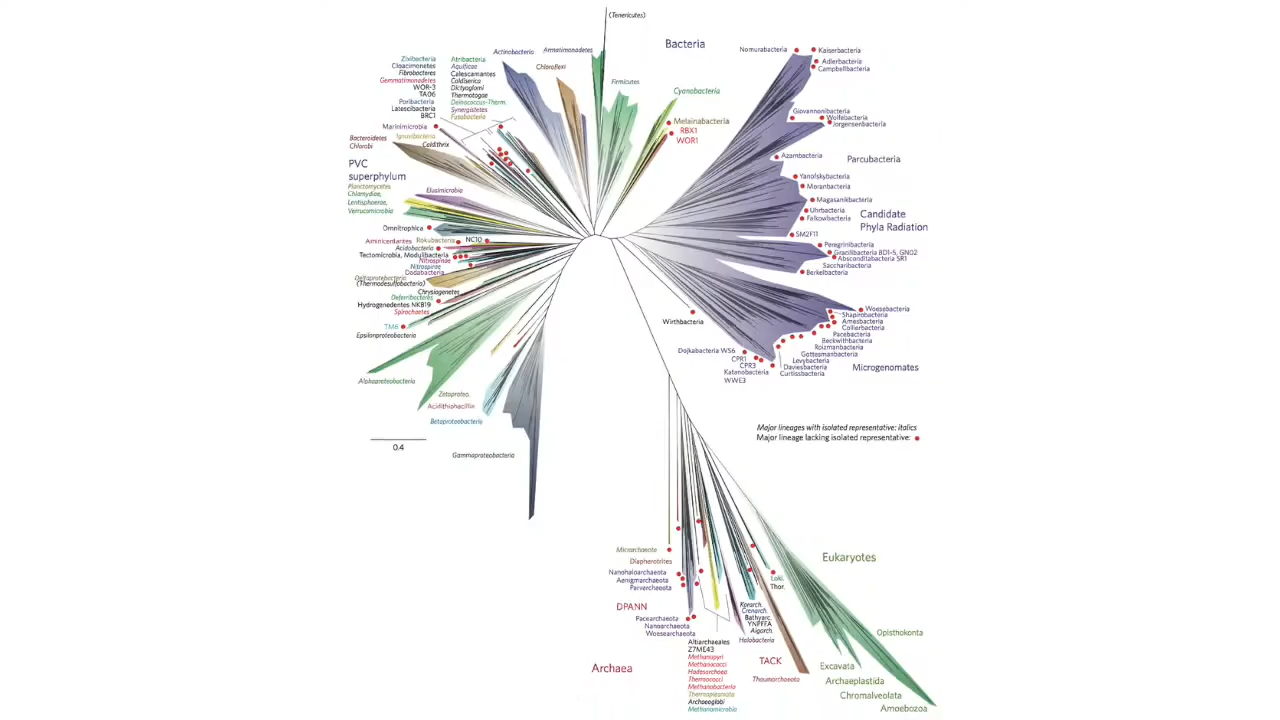 (Tenericutes)
Bacteria
Actinobacteria
Armatimonadetes
Zixibacteria
Cloacimonetes
Fibrobacteres
Gemmatimonadetes
WOR-3
TA06
Poribacteria
Latescibacteria
BRC1
Atribacteria
Aquificae
Calescamantes
Caldiserica
Dictyoglomi
Thermotogae
Deinococcus-Therm.
Synergistetes
Fusobacteria
Chloroflexi
Firmicutes
Cyanobacteria
Melainabacteria
RBX1
WOR1
Nomurabacteria
Kaiserbacteria
Adlerbacteria
Campbellbacteria
Giovannonibacteria
Wolfebacteria
Jorgensenbacteria
Azambacteria
Parcubacteria
Yanofskybacteria
Moranbacteria
Magasanikbacteria
Uhrbacteria
Falkowbacteria
Candidate
Phyla Radiation
SM2F11
Peregrinibacteria
Gracilibacteria BD1-5, GN02
Absconditabacteria SR1
Saccharibacteria
Berkelbacteria
Marinimicrobia
Ignavibacteria
Bacteroidetes
Chlorobi
Caldithrix
PVC
superphylum
Planctomycetes
Chlamydiae,
Lentisphaerae,
Verrucomicrobia
Elusimicrobia
Omnitrophica
Aminicentantes
Rokubacteria
NC10
Acidobacteria
Tectomicrobia, Modulibacteria
Nitrospinae
Nitrospirae
Dadabacteria
Deltaproteobacteria
(Thermodesulfobacteria)
Chrysiogenetes
Deferribacteres
Hydrogenedentes NKB19
Spirochaetes
TM6
Epsilonproteobacteria
Wirthbacteria
Woesebacteria
Shapirobacteria
Amesbacteria
Collierbacteria
Pacebacteria
Beckwithbacteria
Roizmanbacteria
Gottesmanbacteria
Levybacteria
Daviesbacteria
Curtissbacteria
Dojkabacteria WS6
CPR1
CPR3
Katanobacteria
WWE3
Microgenomates
Alphaproteobacteria
Zetaproteo.
Acidithiobacillia
Betaproteobacteria
0.4
Gammaproteobacteria
Major lineages with isolated representative: italics
Major lineage lacking isolated representative:
Micrarchaeota
Diapherotrites
Nanohaloarchaeota
Aenigmarchaeota
Parvarchaeota
DPANN
Pacearchaeota
Nanoarchaeota
Woesearchaeota
Archaea
Altiarchaeales
Z7ME43
Methanopyri
Methanococci
Hadesarchaea
Thermococci
Methanobacteria
Thermoplasmata
Archaeoglobi
Methanomicrobia
Halobacteria
Korarch.
Crenarch.
Bathyarc.
YNPFFA
Aigarch.
Loki.
Thor.
TACK
Thaumarchaeota
Eukaryotes
Opisthokonta
Excavata
Archaeplastida
Chromalveolata
Amoebozoa